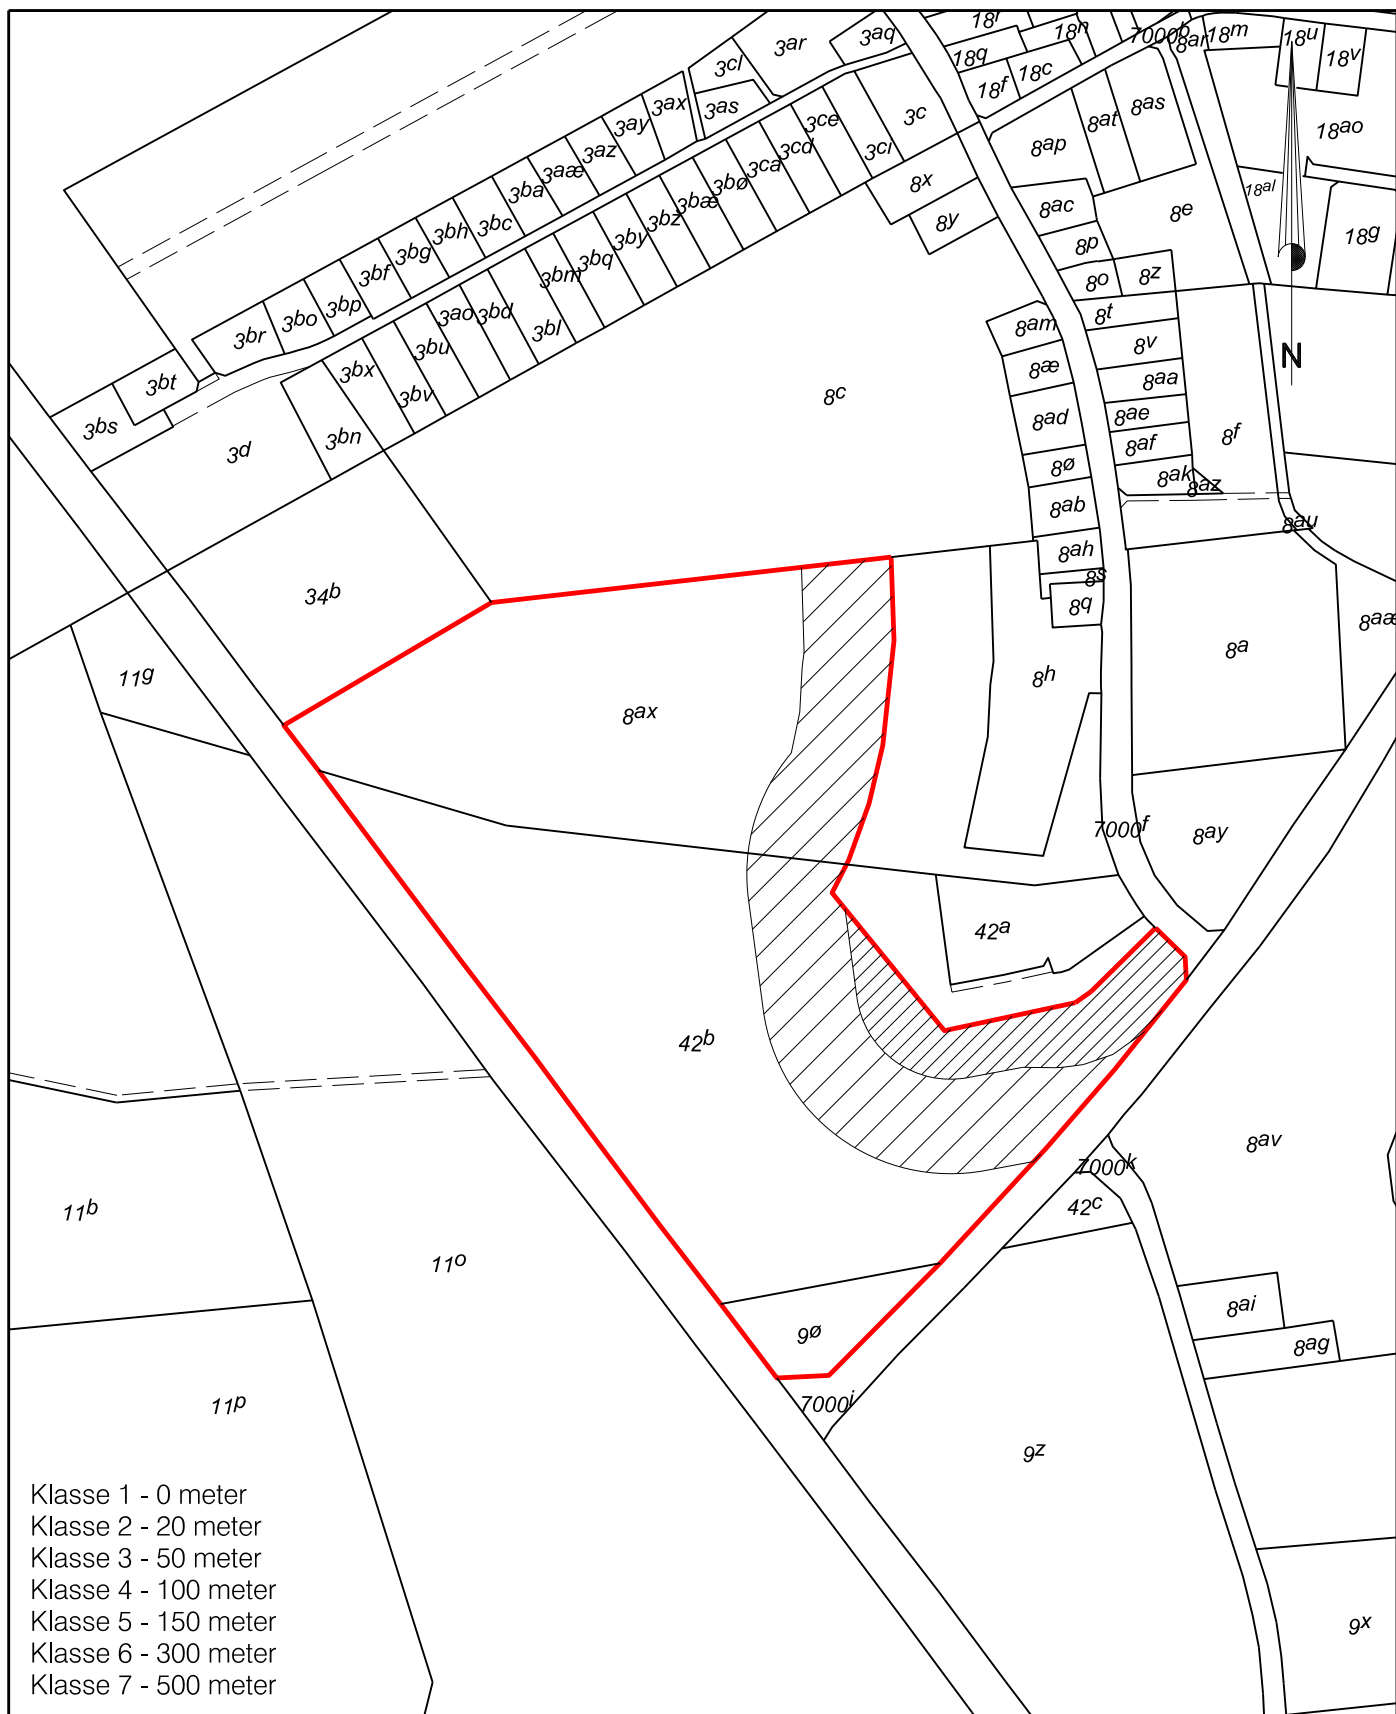 18r
3aq
3ar
18n
7000b
8ar
18m
18u
18v
18q
3cl
18f
18c
3ax
3as
3ay
3ce
3c
8at
8as
18ao
3az
3cd
3cl
8ap
3aæ
3ca
3ba
3bø
8x
18al
3bc
3bæ
8ac
8e
8y
18g
3bh
3bz
3bg
3by
8p
3bf
3bq
8o
8z
3bp
3bm
3bo
3ao
3bd
8t
3br
3bl
8am
3bu
8v
N
3bt
3bx
8æ
8aa
3bv
8c
3bs
3bn
8ad
8ae
3d
8af
8f
8ø
8ak
8az
8ab
8au
8ah
8s
34b
8q
8aæ
11g
8h
8a
8ax
7000f
8ay
42a
42b
8av
7000k
11b
42c
11o
8ai
9ø
8ag
11p
7000i
9z
9x
Klasse 1 - 0 meter
Klasse 2 - 20 meter
Klasse 3 - 50 meter
Klasse 4 - 100 meter
Klasse 5 - 150 meter
Klasse 6 - 300 meter
Klasse 7 - 500 meter